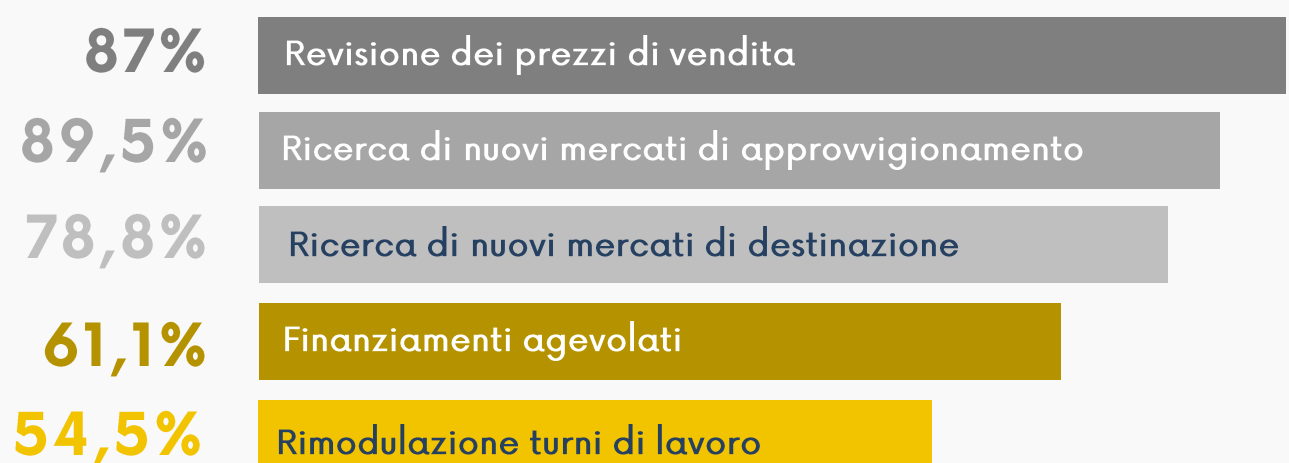 87% Revisione dei prezzi di vendita
89,5% Ricerca di nuovi mercati di approvvigionamento
78,8% Ricerca di nuovi mercati di destinazione
61,1% Finanziamenti agevolati
54,5% Rimodulazione turni di lavoro